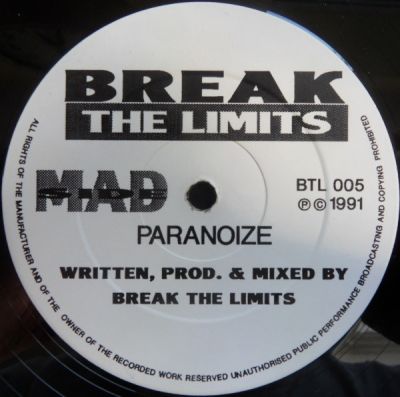 BREAK
THE LIMITS
MAD
BTL 005
Ⓟ © 1991
PARANOIZE
WRITTEN, PROD. & MIXED BY
BREAK THE LIMITS
ALL RIGHTS OF THE MANUFACTURER AND OF THE OWNER OF THE RECORDED WORK RESERVED UNAUTHORISED PUBLIC PERFORMANCE BROADCASTING AND COPYING PROHIBITED